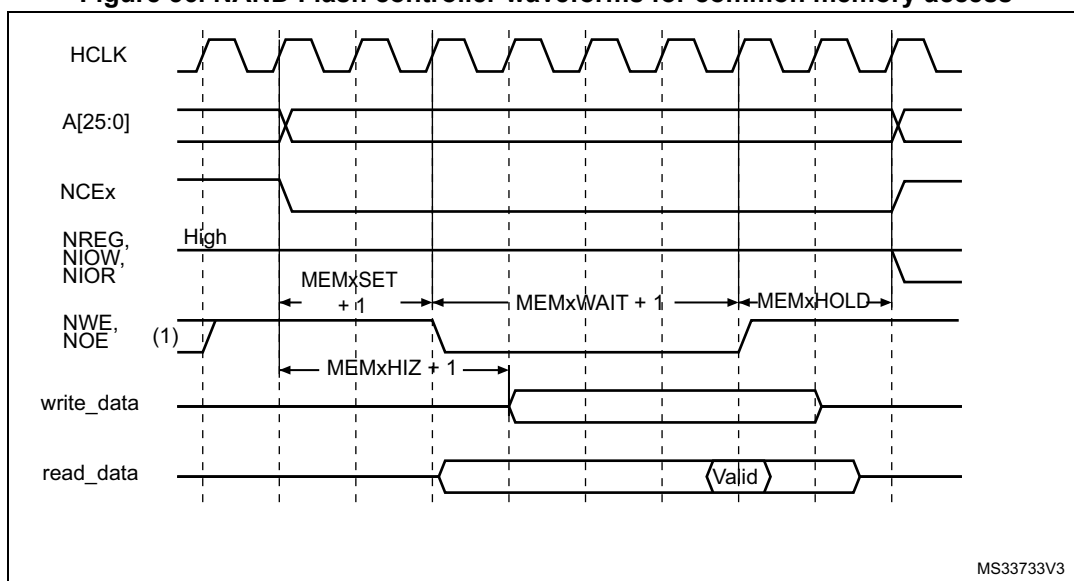 Figure 36. NAND Flash controller waveforms for common memory access
HCLK
A[25:0]
NCEx
NREG,
NIOW,
NIOR
High
MEMxSET
+ 1
MEMxWAIT + 1
MEMxHOLD
NWE,
NOE
(1)
MEMxHIZ + 1
write_data
read_data
Valid
MS33733V3